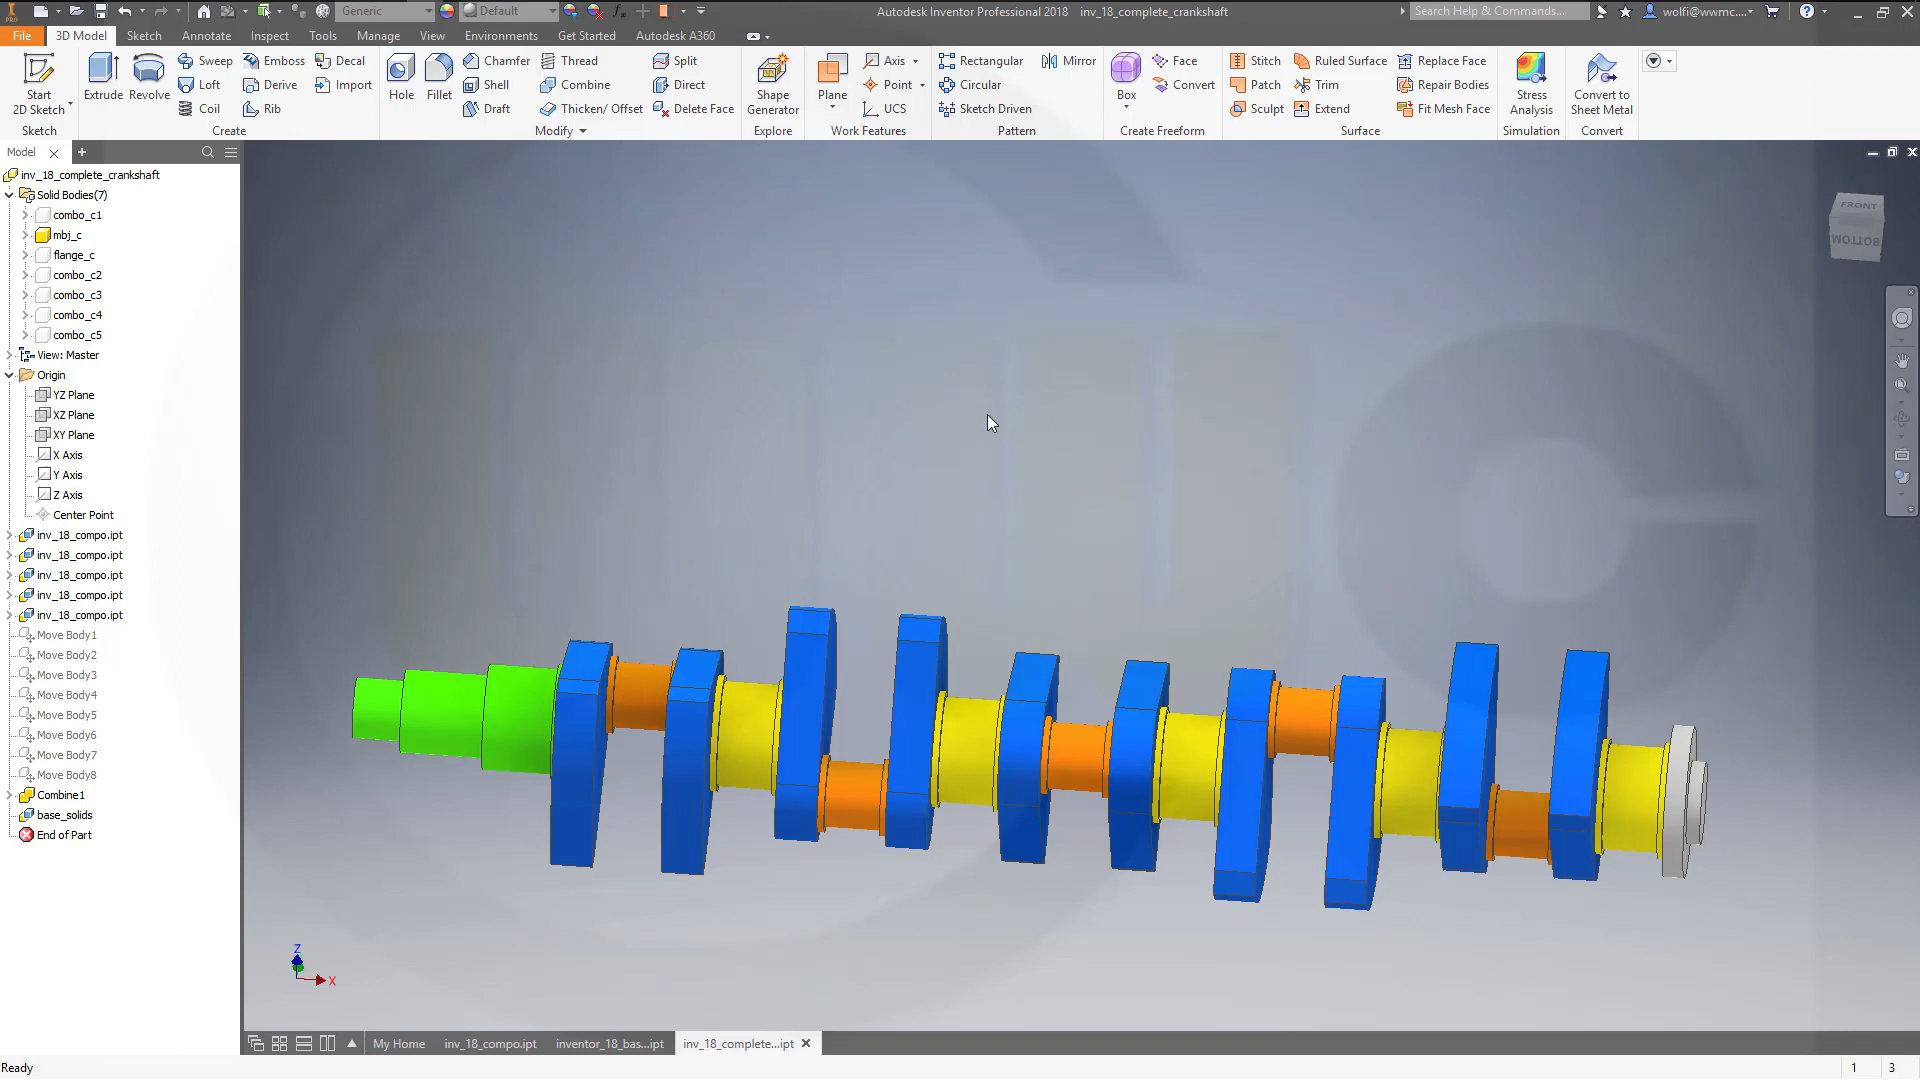 PRO
Generic
Default
fx
Autodesk Inventor Professional 2018 inv_18_complete_crankshaft
Search Help & Commands...
wolfi@wwmc....
File 3D Model Sketch Annotate Inspect Tools Manage View Environments Get Started Autodesk A360
Start
2D Sketch
Sketch
Extrude Revolve Sweep Emboss Decal
Loft Derive Import
Coil Rib
Create
Hole Fillet Chamfer Thread Split
Shell Combine Direct
Draft Thicken/ Offset Delete Face
Modify
Shape
Generator
Explore
Plane Axis
Point
UCS
Work Features
Rectangular Mirror
Circular
Sketch Driven
Pattern
Box Face
Convert
Create Freeform
Stitch Ruled Surface Replace Face
Patch Trim Repair Bodies
Sculpt Extend Fit Mesh Face
Surface
Stress
Analysis
Simulation
Convert to
Sheet Metal
Convert
Model
inv_18_complete_crankshaft
Solid Bodies(7)
combo_c1
mbj_c
flange_c
combo_c2
combo_c3
combo_c4
combo_c5
View: Master
Origin
YZ Plane
XZ Plane
XY Plane
X Axis
Y Axis
Z Axis
Center Point
inv_18_compo.ipt
inv_18_compo.ipt
inv_18_compo.ipt
inv_18_compo.ipt
inv_18_compo.ipt
Move Body1
Move Body2
Move Body3
Move Body4
Move Body5
Move Body6
Move Body7
Move Body8
Combine1
base_solids
End of Part
FRONT
BOTTOM
Z
X
My Home inv_18_compo.ipt inventor_18_bas...ipt inv_18_complete...ipt
Ready
1 3